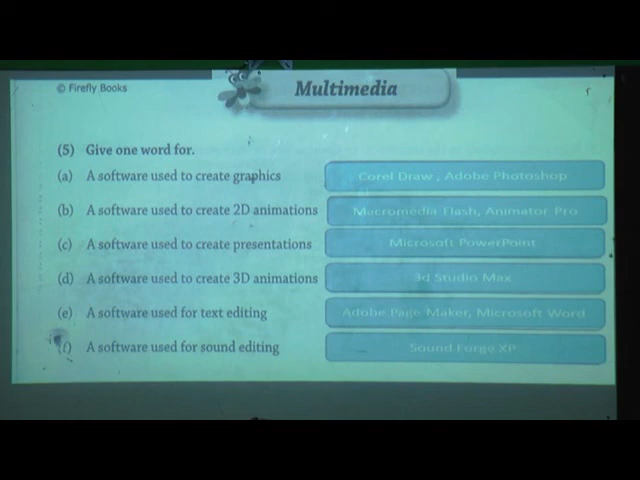 © Firefly Books
Multimedia
(5) Give one word for.
(a) A software used to create graphics
Corel Draw , Adobe Photoshop
(b) A software used to create 2D animations
Macromedia Flash, Animator Pro
(c) A software used to create presentations
Microsoft PowerPoint
(d) A software used to create 3D animations
3d Studio Max
(e) A software used for text editing
Adobe Page Maker, Microsoft Word
(f) A software used for sound editing
Sound Forge XP